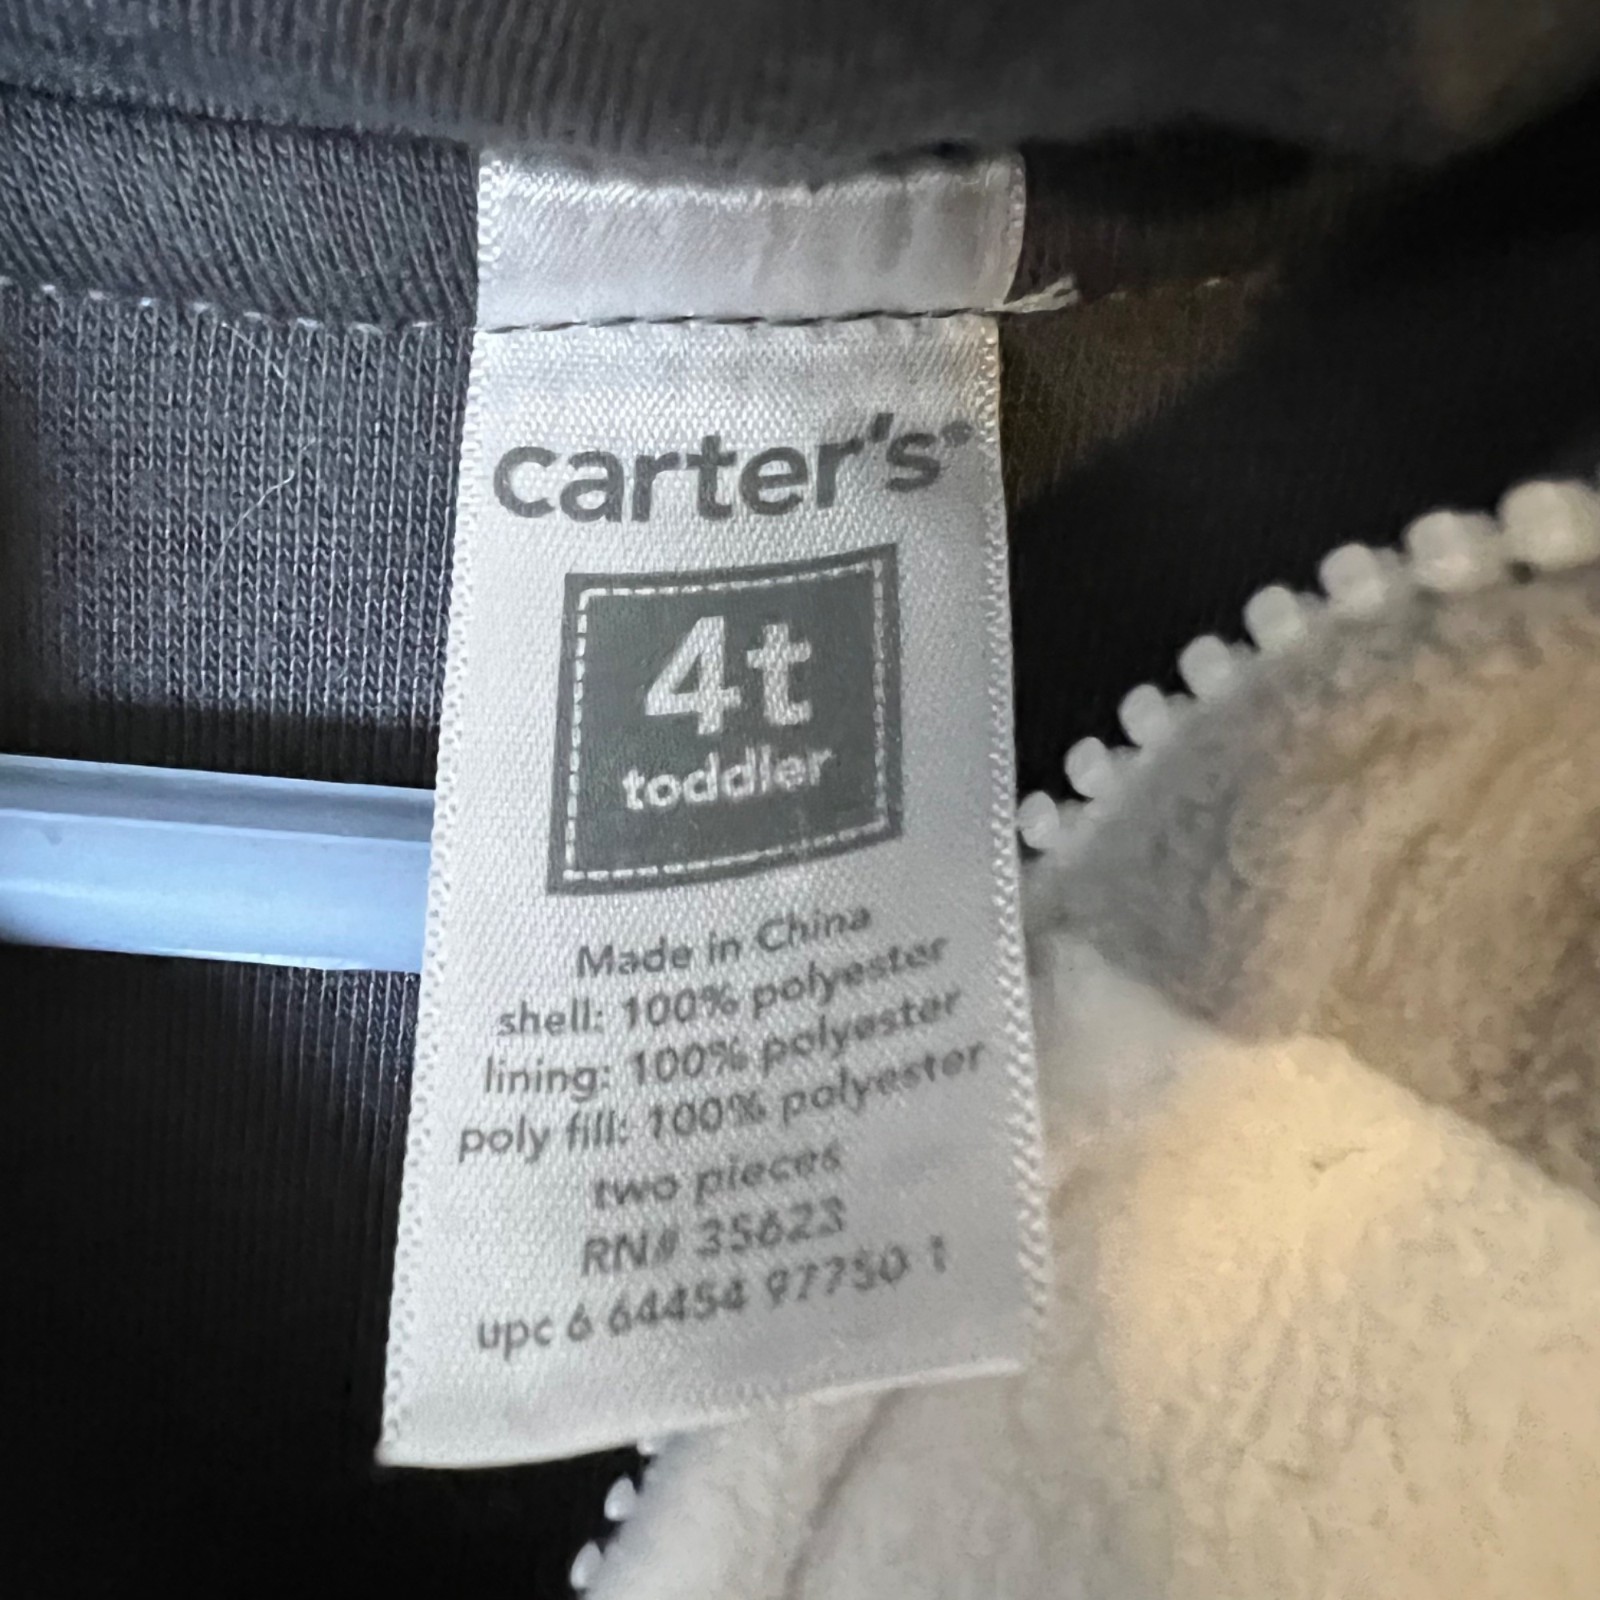 carter's®
4t
toddler
Made in China
shell: 100% polyester
lining: 100% polyester
poly fill: 100% polyester
two pieces
RN# 35623
upc 6 64454 97750 1